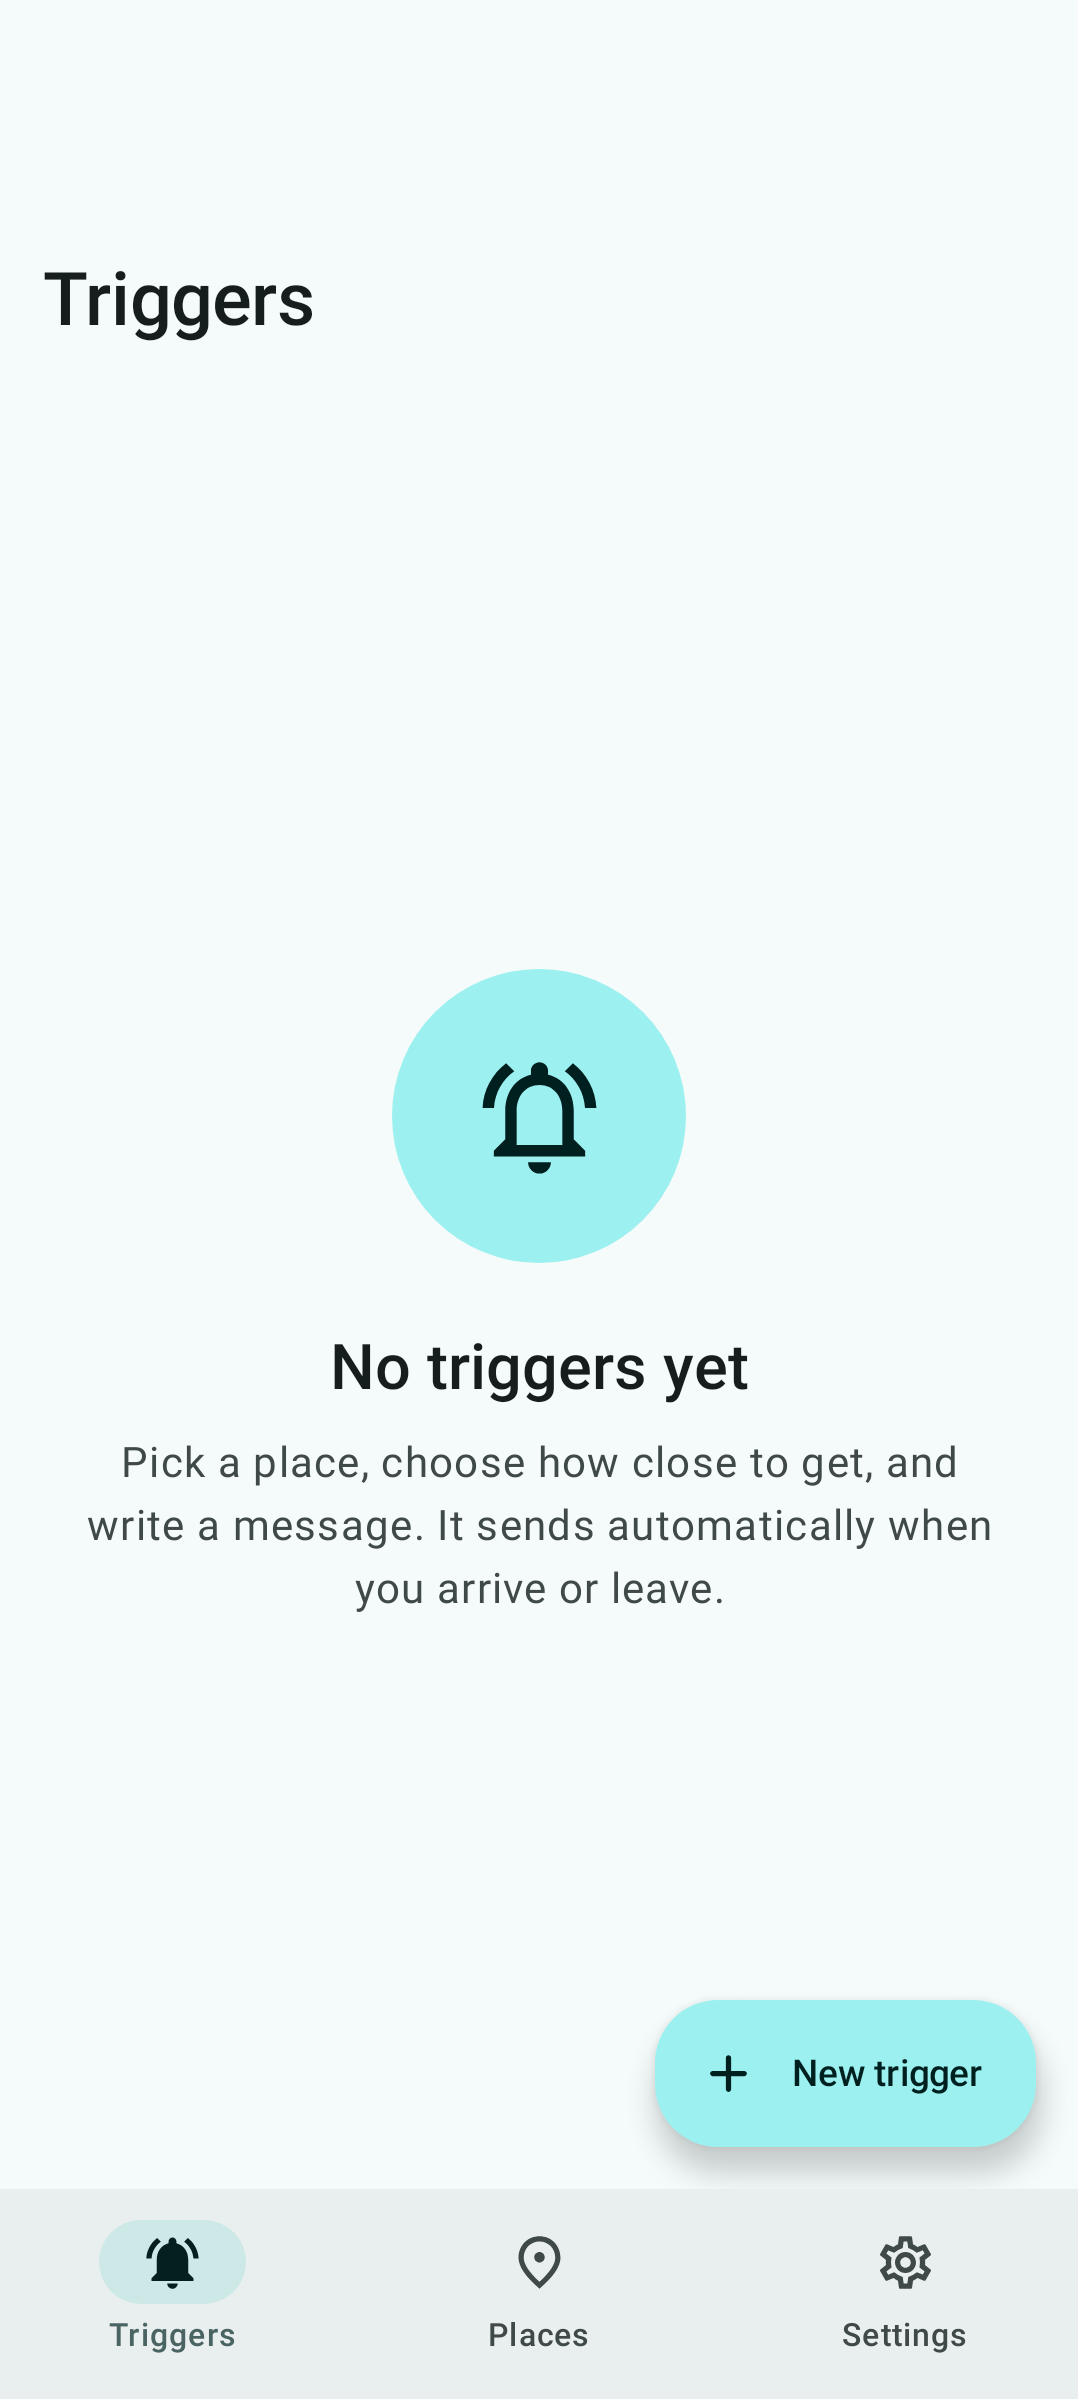 Triggers
No triggers yet
Pick a place, choose how close to get, and
write a message. It sends automatically when
you arrive or leave.
New trigger
Triggers
Places
Settings